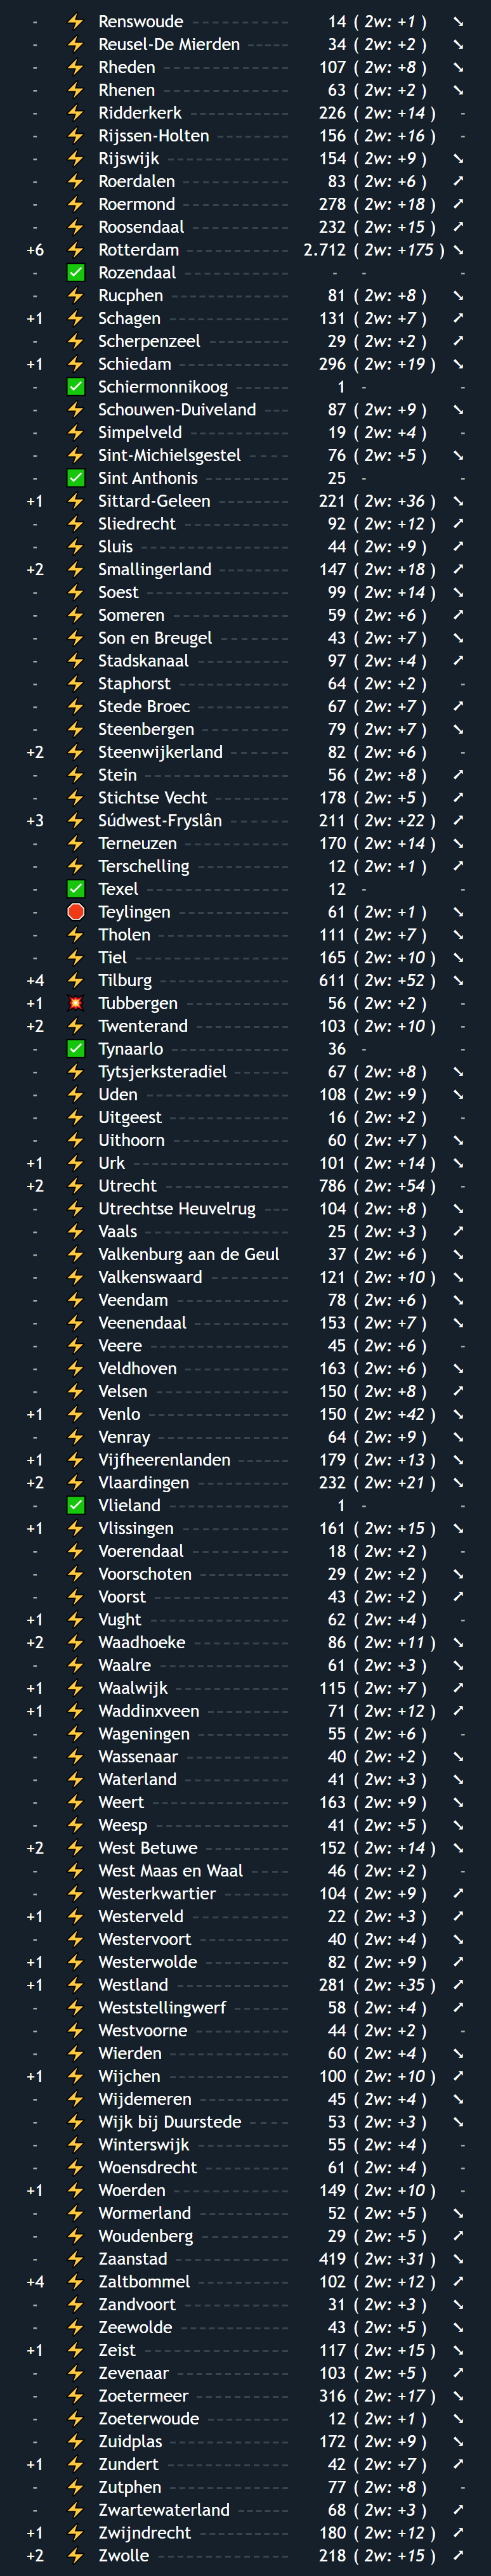 - ⚡ Renswoude 14 ( 2w: +1 ) ➘
- ⚡ Reusel-De Mierden 34 ( 2w: +2 ) ➘
- ⚡ Rheden 107 ( 2w: +8 ) ➘
- ⚡ Rhenen 63 ( 2w: +2 ) ➘
- ⚡ Ridderkerk 226 ( 2w: +14 ) -
- ⚡ Rijssen-Holten 156 ( 2w: +16 ) -
- ⚡ Rijswijk 154 ( 2w: +9 ) ➘
- ⚡ Roerdalen 83 ( 2w: +6 ) ➚
- ⚡ Roermond 278 ( 2w: +18 ) ➚
- ⚡ Roosendaal 232 ( 2w: +15 ) ➚
+6 ⚡ Rotterdam 2.712 ( 2w: +175 ) ➘
- ✅ Rozendaal - - -
- ⚡ Rucphen 81 ( 2w: +8 ) ➘
+1 ⚡ Schagen 131 ( 2w: +7 ) ➚
- ⚡ Scherpenzeel 29 ( 2w: +2 ) ➚
+1 ⚡ Schiedam 296 ( 2w: +19 ) ➘
- ✅ Schiermonnikoog 1 - -
- ⚡ Schouwen-Duiveland 87 ( 2w: +9 ) ➘
- ⚡ Simpelveld 19 ( 2w: +4 ) -
- ⚡ Sint-Michielsgestel 76 ( 2w: +5 ) ➘
- ✅ Sint Anthonis 25 - -
+1 ⚡ Sittard-Geleen 221 ( 2w: +36 ) ➘
- ⚡ Sliedrecht 92 ( 2w: +12 ) ➚
- ⚡ Sluis 44 ( 2w: +9 ) ➚
+2 ⚡ Smallingerland 147 ( 2w: +18 ) ➚
- ⚡ Soest 99 ( 2w: +14 ) ➘
- ⚡ Someren 59 ( 2w: +6 ) ➚
- ⚡ Son en Breugel 43 ( 2w: +7 ) ➘
- ⚡ Stadskanaal 97 ( 2w: +4 ) ➚
- ⚡ Staphorst 64 ( 2w: +2 ) -
- ⚡ Stede Broec 67 ( 2w: +7 ) ➚
- ⚡ Steenbergen 79 ( 2w: +7 ) ➘
+2 ⚡ Steenwijkerland 82 ( 2w: +6 ) -
- ⚡ Stein 56 ( 2w: +8 ) ➚
- ⚡ Stichtse Vecht 178 ( 2w: +5 ) ➚
+3 ⚡ Súdwest-Fryslân 211 ( 2w: +22 ) ➚
- ⚡ Terneuzen 170 ( 2w: +14 ) ➘
- ⚡ Terschelling 12 ( 2w: +1 ) ➚
- ✅ Texel 12 - -
- 🛑 Teylingen 61 ( 2w: +1 ) ➘
- ⚡ Tholen 111 ( 2w: +7 ) ➘
- ⚡ Tiel 165 ( 2w: +10 ) ➘
+4 ⚡ Tilburg 611 ( 2w: +52 ) ➘
+1 💥 Tubbergen 56 ( 2w: +2 ) -
+2 ⚡ Twenterand 103 ( 2w: +10 ) -
- ✅ Tynaarlo 36 - -
- ⚡ Tytsjerksteradiel 67 ( 2w: +8 ) ➘
- ⚡ Uden 108 ( 2w: +9 ) ➘
- ⚡ Uitgeest 16 ( 2w: +2 ) -
- ⚡ Uithoorn 60 ( 2w: +7 ) ➘
+1 ⚡ Urk 101 ( 2w: +14 ) ➘
+2 ⚡ Utrecht 786 ( 2w: +54 ) -
- ⚡ Utrechtse Heuvelrug 104 ( 2w: +8 ) ➘
- ⚡ Vaals 25 ( 2w: +3 ) ➚
- ⚡ Valkenburg aan de Geul 37 ( 2w: +6 ) ➘
- ⚡ Valkenswaard 121 ( 2w: +10 ) ➘
- ⚡ Veendam 78 ( 2w: +6 ) ➘
- ⚡ Veenendaal 153 ( 2w: +7 ) ➘
- ⚡ Veere 45 ( 2w: +6 ) -
- ⚡ Veldhoven 163 ( 2w: +6 ) ➘
- ⚡ Velsen 150 ( 2w: +8 ) ➚
+1 ⚡ Venlo 150 ( 2w: +42 ) ➘
- ⚡ Venray 64 ( 2w: +9 ) ➘
+1 ⚡ Vijfheerenlanden 179 ( 2w: +13 ) ➘
+2 ⚡ Vlaardingen 232 ( 2w: +21 ) ➘
- ✅ Vlieland 1 - -
+1 ⚡ Vlissingen 161 ( 2w: +15 ) ➘
- ⚡ Voerendaal 18 ( 2w: +2 ) -
- ⚡ Voorschoten 29 ( 2w: +2 ) ➘
- ⚡ Voorst 43 ( 2w: +2 ) ➚
+1 ⚡ Vught 62 ( 2w: +4 ) -
+2 ⚡ Waadhoeke 86 ( 2w: +11 ) ➘
- ⚡ Waalre 61 ( 2w: +3 ) ➘
+1 ⚡ Waalwijk 115 ( 2w: +7 ) ➚
+1 ⚡ Waddinxveen 71 ( 2w: +12 ) ➚
- ⚡ Wageningen 55 ( 2w: +6 ) -
- ⚡ Wassenaar 40 ( 2w: +2 ) ➘
- ⚡ Waterland 41 ( 2w: +3 ) ➘
- ⚡ Weert 163 ( 2w: +9 ) ➘
- ⚡ Weesp 41 ( 2w: +5 ) ➘
+2 ⚡ West Betuwe 152 ( 2w: +14 ) ➘
- ⚡ West Maas en Waal 46 ( 2w: +2 ) -
- ⚡ Westerkwartier 104 ( 2w: +9 ) ➚
+1 ⚡ Westerveld 22 ( 2w: +3 ) ➚
- ⚡ Westervoort 40 ( 2w: +4 ) ➘
+1 ⚡ Westerwolde 82 ( 2w: +9 ) ➚
+1 ⚡ Westland 281 ( 2w: +35 ) ➚
- ⚡ Weststellingwerf 58 ( 2w: +4 ) ➚
- ⚡ Westvoorne 44 ( 2w: +2 ) -
- ⚡ Wierden 60 ( 2w: +4 ) ➘
+1 ⚡ Wijchen 100 ( 2w: +10 ) ➚
- ⚡ Wijdemeren 45 ( 2w: +4 ) ➘
- ⚡ Wijk bij Duurstede 53 ( 2w: +3 ) ➘
- ⚡ Winterswijk 55 ( 2w: +4 ) -
- ⚡ Woensdrecht 61 ( 2w: +4 ) -
+1 ⚡ Woerden 149 ( 2w: +10 ) -
- ⚡ Wormerland 52 ( 2w: +5 ) ➘
- ⚡ Woudenberg 29 ( 2w: +5 ) ➚
- ⚡ Zaanstad 419 ( 2w: +31 ) ➘
+4 ⚡ Zaltbommel 102 ( 2w: +12 ) ➚
- ⚡ Zandvoort 31 ( 2w: +3 ) ➘
- ⚡ Zeewolde 43 ( 2w: +5 ) ➘
+1 ⚡ Zeist 117 ( 2w: +15 ) ➘
- ⚡ Zevenaar 103 ( 2w: +5 ) ➚
- ⚡ Zoetermeer 316 ( 2w: +17 ) ➘
- ⚡ Zoeterwoude 12 ( 2w: +1 ) ➘
- ⚡ Zuidplas 172 ( 2w: +9 ) ➘
+1 ⚡ Zundert 42 ( 2w: +7 ) ➚
- ⚡ Zutphen 77 ( 2w: +8 ) -
- ⚡ Zwartewaterland 68 ( 2w: +3 ) ➚
+1 ⚡ Zwijndrecht 180 ( 2w: +12 ) ➚
+2 ⚡ Zwolle 218 ( 2w: +15 ) ➚